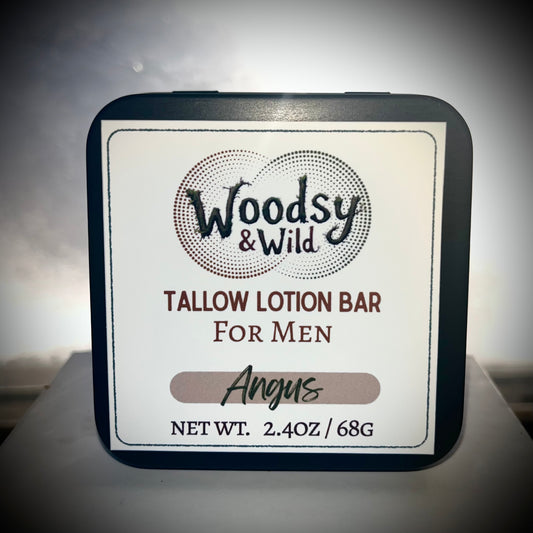 Woodsy
& Wild
TALLOW LOTION BAR
FOR MEN
Angus
NET WT. 2.4OZ / 68G